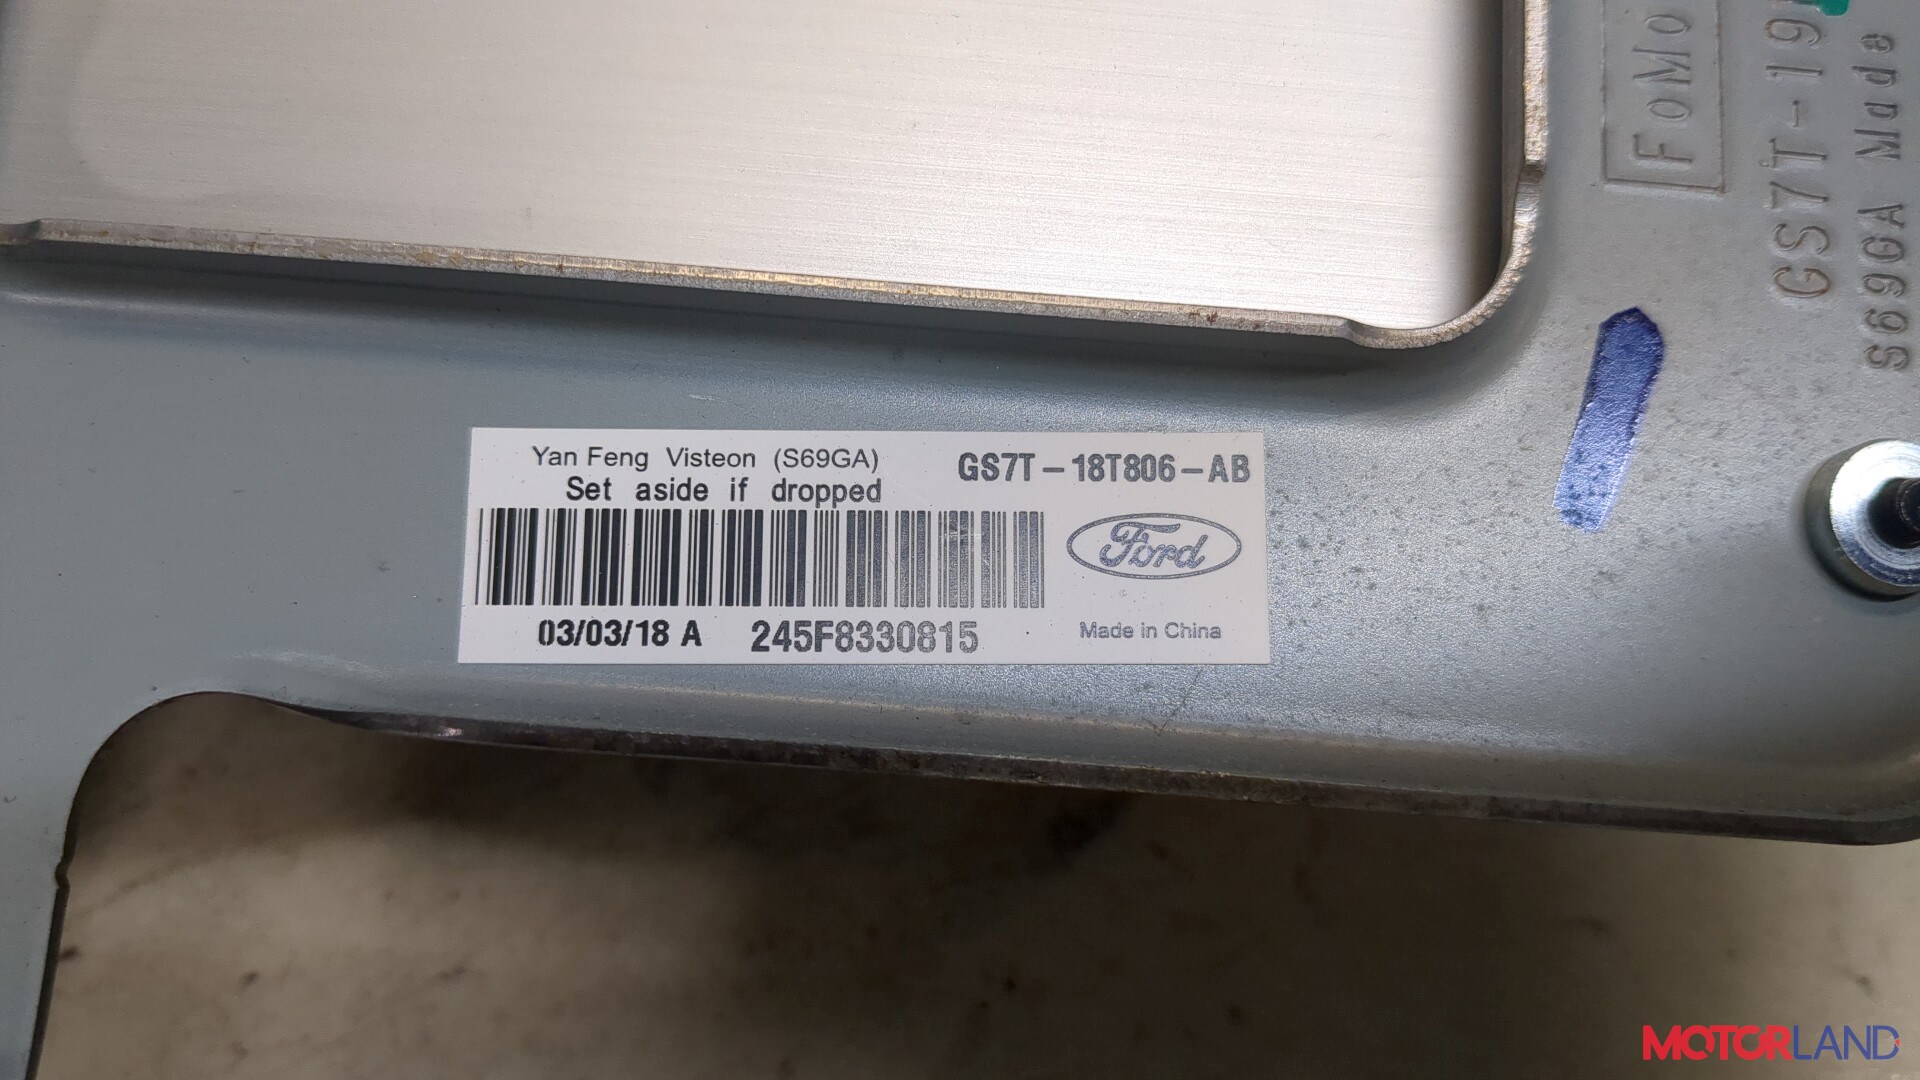 Yan Feng Visteon (S69GA)
Set aside if dropped
GS7T-18T806-AB
Ford
03/03/18 A 245F8330815
Made in China
FoMo
GS7T-19
S69GA Made
MOTORLAND